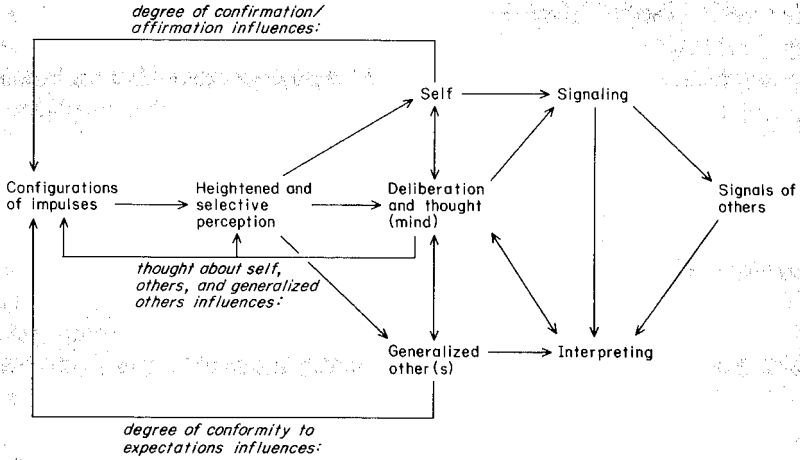 degree of confirmation/
affirmation influences:
Self
Signaling
Configurations
of impulses
Heightened and
selective
perception
Deliberation
and thought
(mind)
Signals of
others
thought about self,
others, and generalized
others influences:
Generalized
other(s)
Interpreting
degree of conformity to
expectations influences: